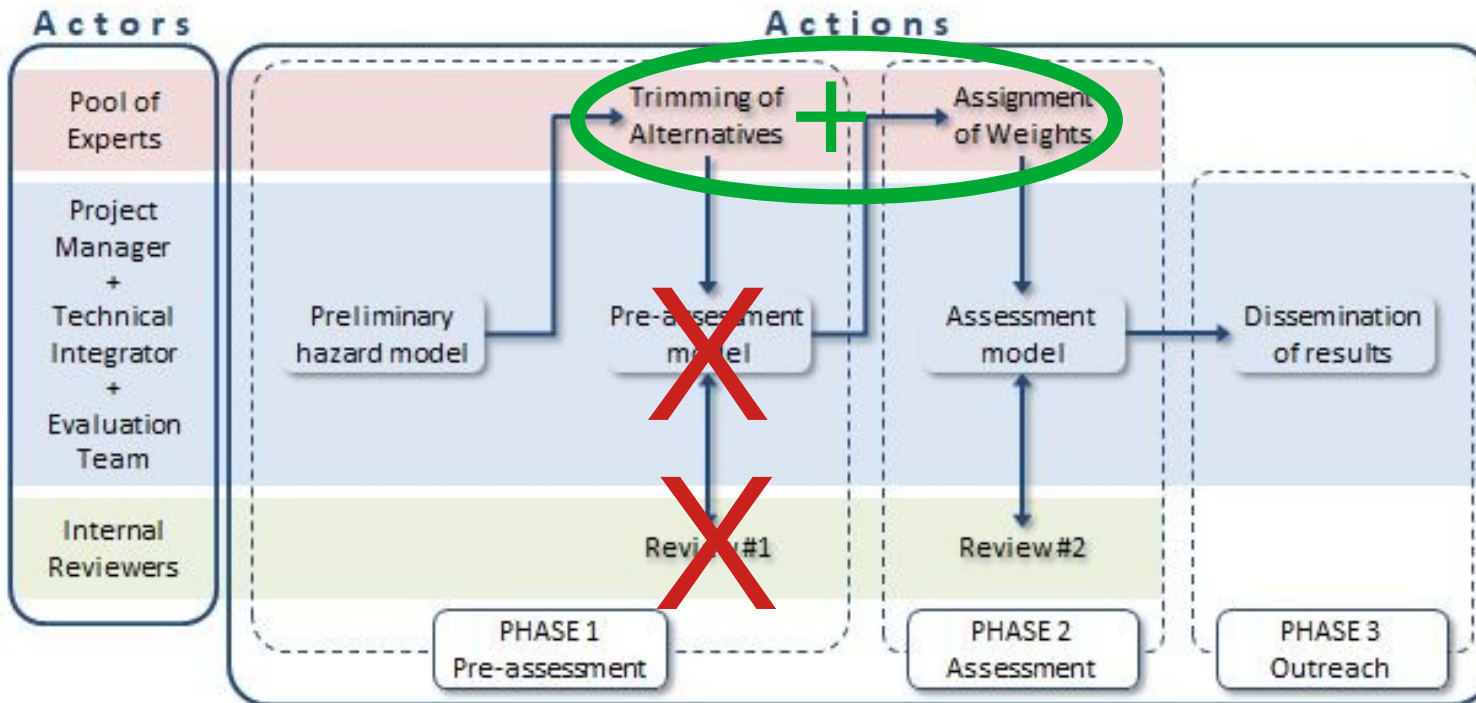 Actors
Actions
Pool of
Experts
Trimming of
Alternatives
+
Assignment
of Weights
Project
Manager
+
Technical
Integrator
+
Evaluation
Team
Preliminary
hazard model
Pre-assessment
model
X
Assessment
model
Dissemination
of results
Internal
Reviewers
Review #1
X
Review #2
PHASE 1
Pre-assessment
PHASE 2
Assessment
PHASE 3
Outreach